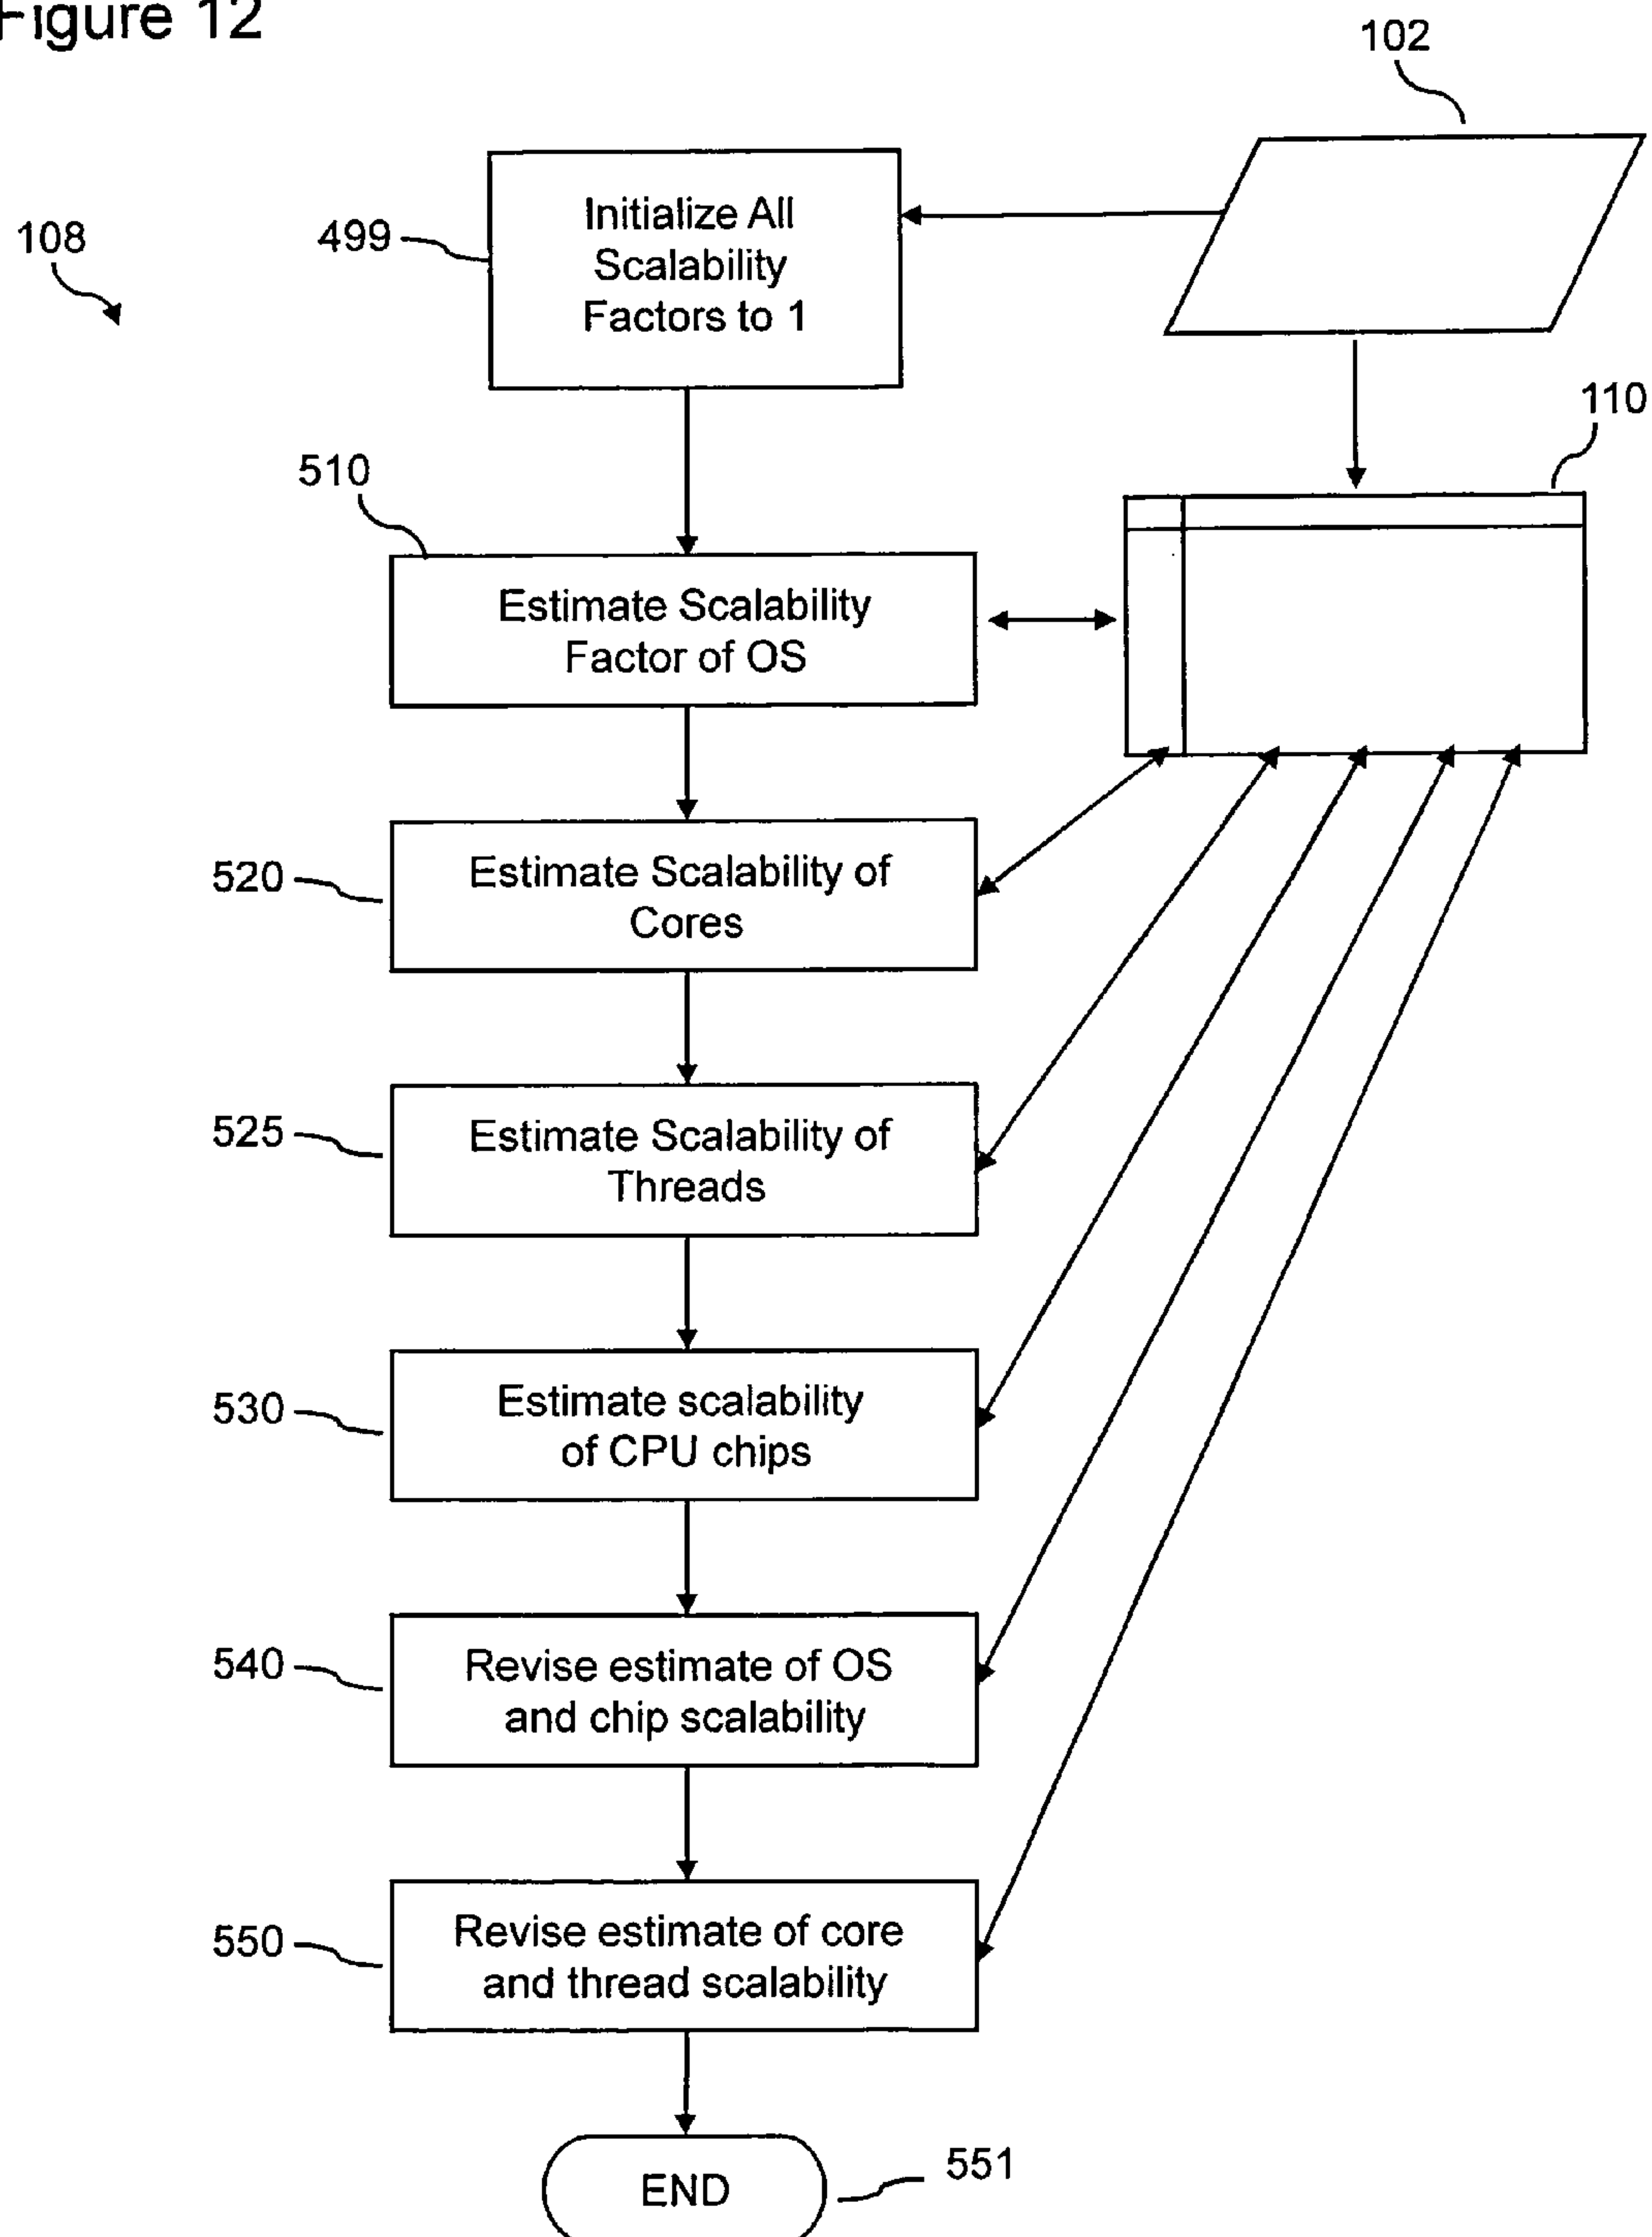 Figure 12
102
108
499
Initialize All
Scalability
Factors to 1
110
510
Estimate Scalability
Factor of OS
520
Estimate Scalability of
Cores
525
Estimate Scalability of
Threads
530
Estimate scalability
of CPU chips
540
Revise estimate of OS
and chip scalability
550
Revise estimate of core
and thread scalability
END
551